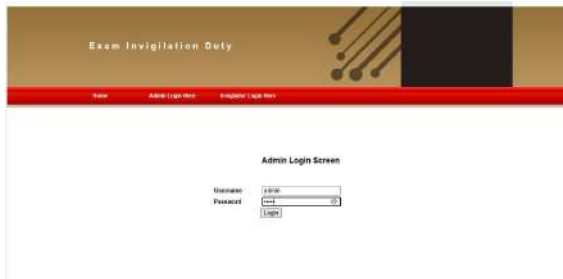 Exam Invigilation Duty
Home Admin Login Here Invigilator Login Here
Admin Login Screen
Username admin
Password ••••
Login